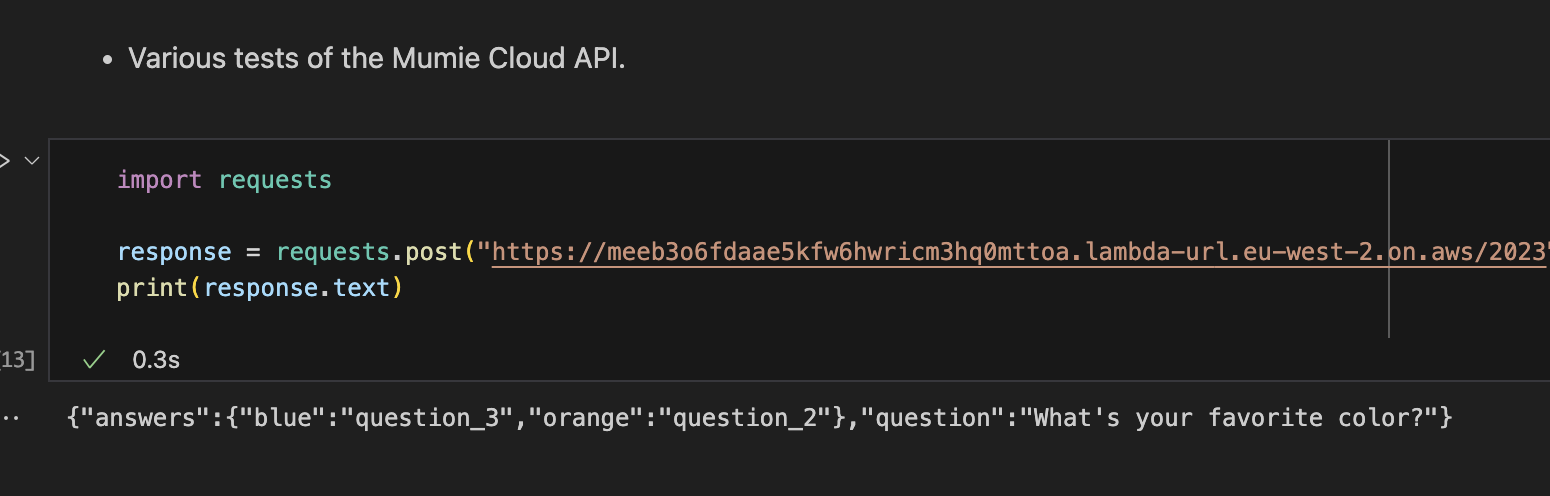 • Various tests of the Mumie Cloud API.
import requests
response = requests.post("https://meeb3o6fdaae5kfw6hwricm3hq0mttoa.lambda-url.eu-west-2.on.aws/2023"
print(response.text)
[13] ✓ 0.3s
{"answers":{"blue":"question_3","orange":"question_2"},"question":"What's your favorite color?"}